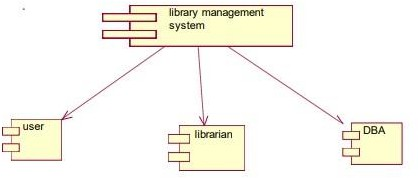 library management
system
user
librarian
DBA